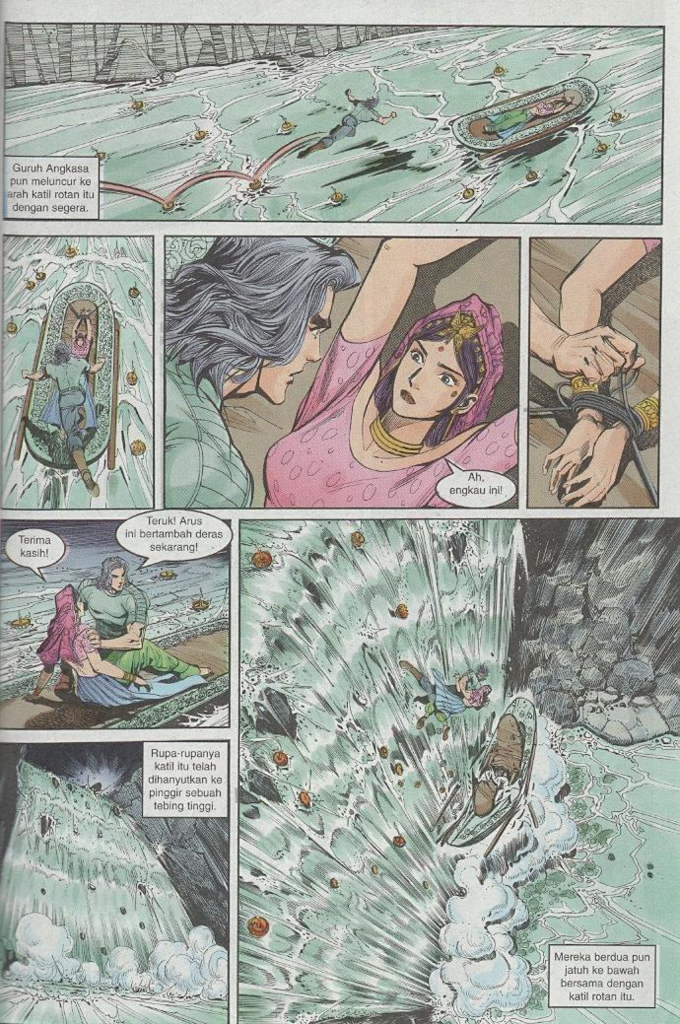 Guruh Angkasa
pun meluncur ke
arah katil rotan itu
dengan segera.
Ah,
engkau ini!
Terima
kasih!
Teruk! Arus
ini bertambah deras
sekarang!
Rupa-rupanya
katil itu telah
dihanyutkan ke
pinggir sebuah
tebing tinggi.
Mereka berdua pun
jatuh ke bawah
bersama dengan
katil rotan itu.